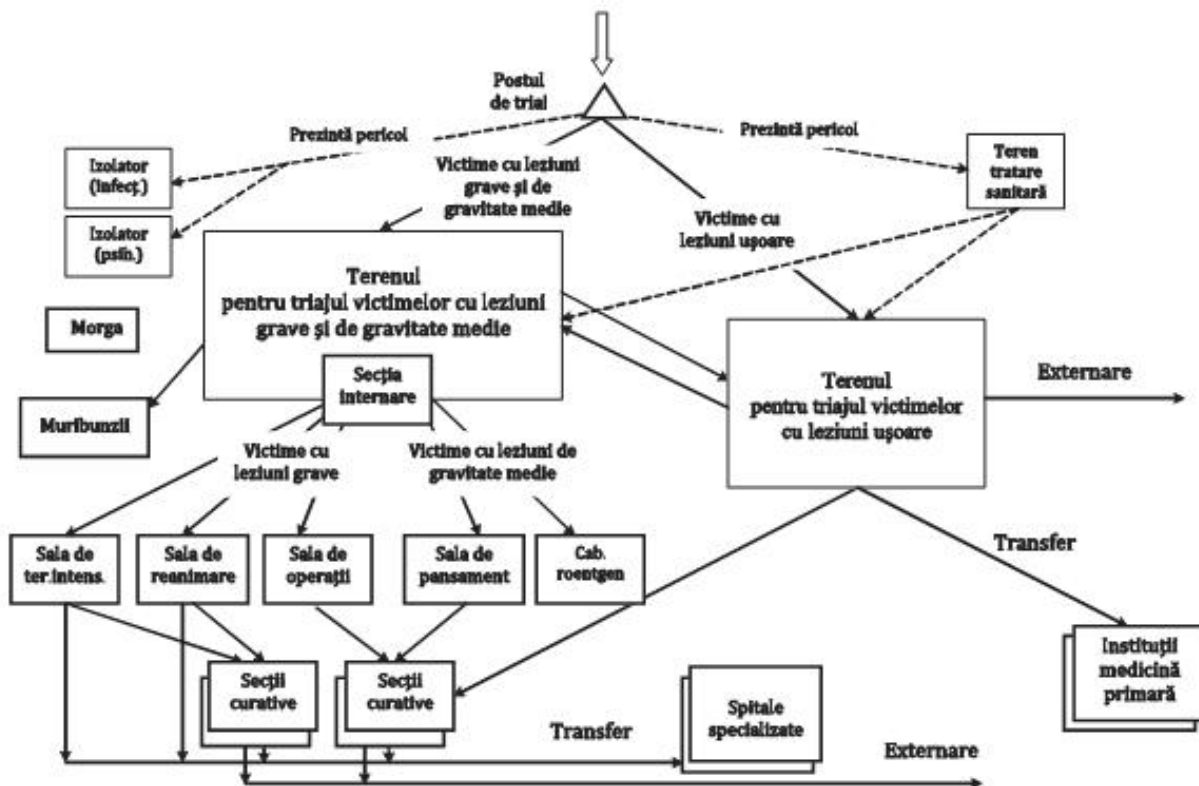 Postul
de triaj
Prezintă pericol
Prezintă pericol
Izolator
(infecț.)
Victime cu leziuni
grave și de
gravitate medie
Teren
tratare
sanitară
Izolator
(psih.)
Victime cu
leziuni ușoare
Terenul
pentru triajul victimelor cu leziuni
grave și de gravitate medie
Morga
Secția
internare
Terenul
pentru triajul victimelor
cu leziuni ușoare
Externare
Muribunzii
Victime cu
leziuni grave
Victime cu leziuni de
gravitate medie
Sala de
ter.intens.
Sala de
reanimare
Sala de
operații
Sala de
pansament
Cab.
roentgen
Transfer
Instituții
medicină
primară
Secții
curative
Secții
curative
Spitale
specializate
Transfer
Externare